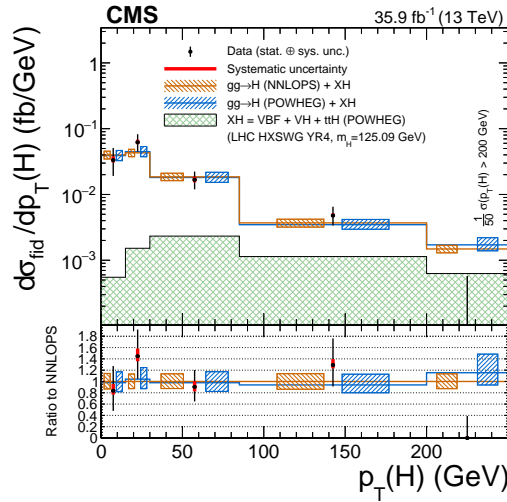 CMS
35.9 fb⁻¹ (13 TeV)
dσ_fid/dp_T(H) (fb/GeV)
1
10⁻¹
10⁻²
10⁻³
Data (stat. ⊕ sys. unc.)
Systematic uncertainty
gg→H (NNLOPS) + XH
gg→H (POWHEG) + XH
XH = VBF + VH + ttH (POWHEG)
(LHC HXSWG YR4, m_H=125.09 GeV)
1/50 σ(p_T(H) > 200 GeV)
Ratio to NNLOPS
1.8
1.6
1.4
1.2
1
0.8
0.6
0.4
0.2
0
0 50 100 150 200
p_T(H) (GeV)